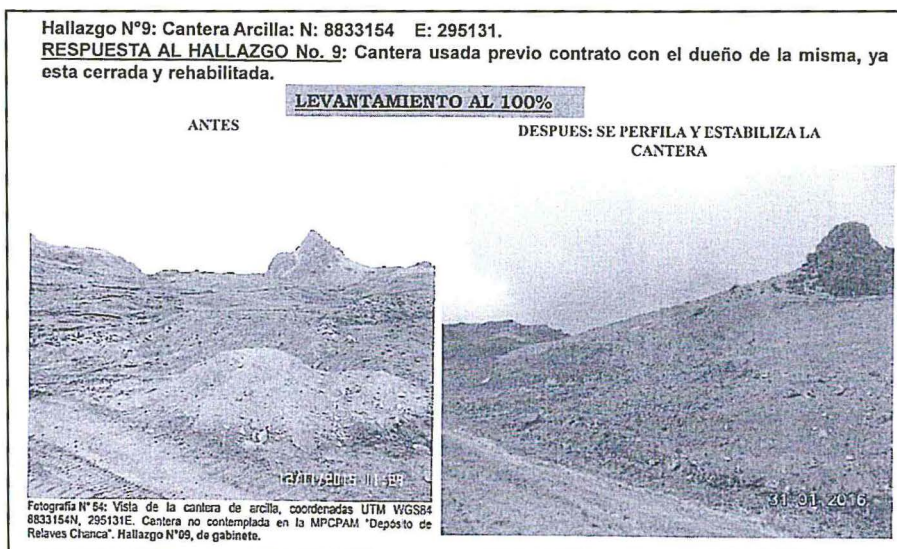 Hallazgo N°9: Cantera Arcilla: N: 8833154 E: 295131.
RESPUESTA AL HALLAZGO No. 9: Cantera usada previo contrato con el dueño de la misma, ya
esta cerrada y rehabilitada.
LEVANTAMIENTO AL 100%
ANTES
DESPUES: SE PERFILA Y ESTABILIZA LA
CANTERA
31 01 2016
Fotografía N° 54: Vista de la cantera de arcilla, coordenadas UTM WGS84
8833154N, 295131E. Cantera no contemplada en la MPCPAM "Depósito de
Relaves Chanca". Hallazgo N°09, de gabinete.